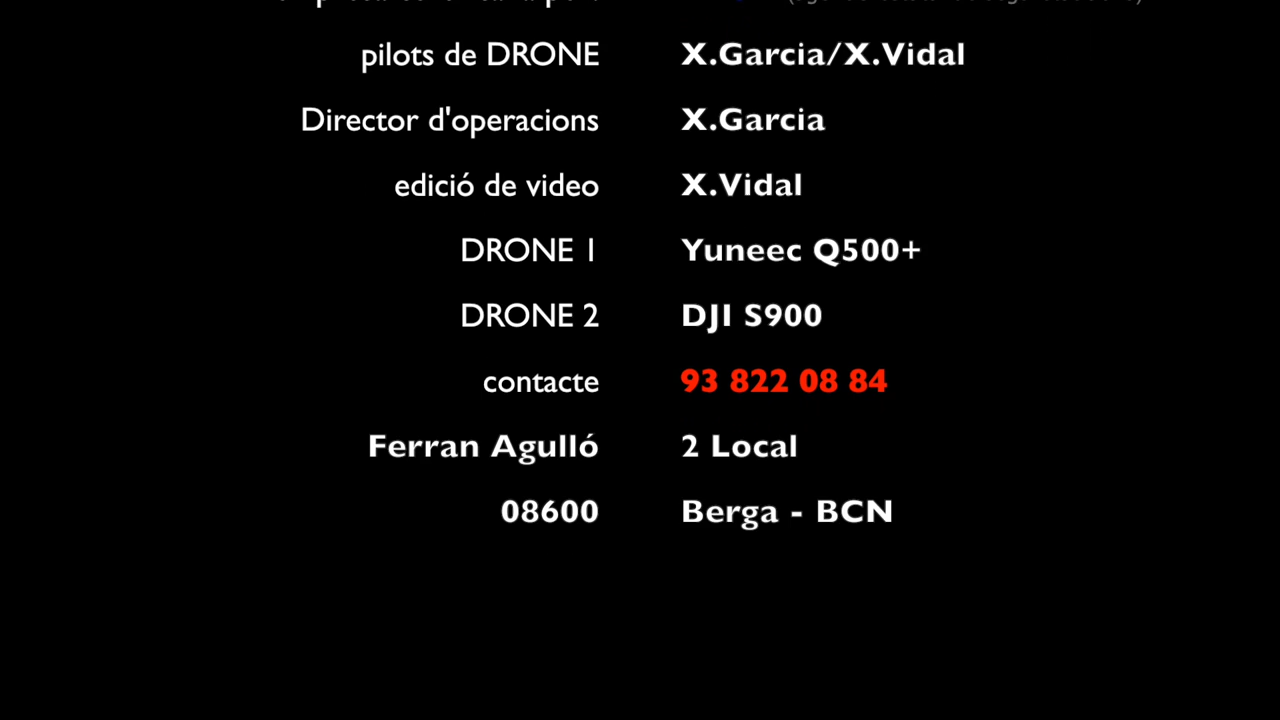 pilots de DRONE X.Garcia/X.Vidal
Director d'operacions X.Garcia
edició de video X.Vidal
DRONE 1 Yuneec Q500+
DRONE 2 DJI S900
contacte 93 822 08 84
Ferran Agulló 2 Local
08600 Berga - BCN